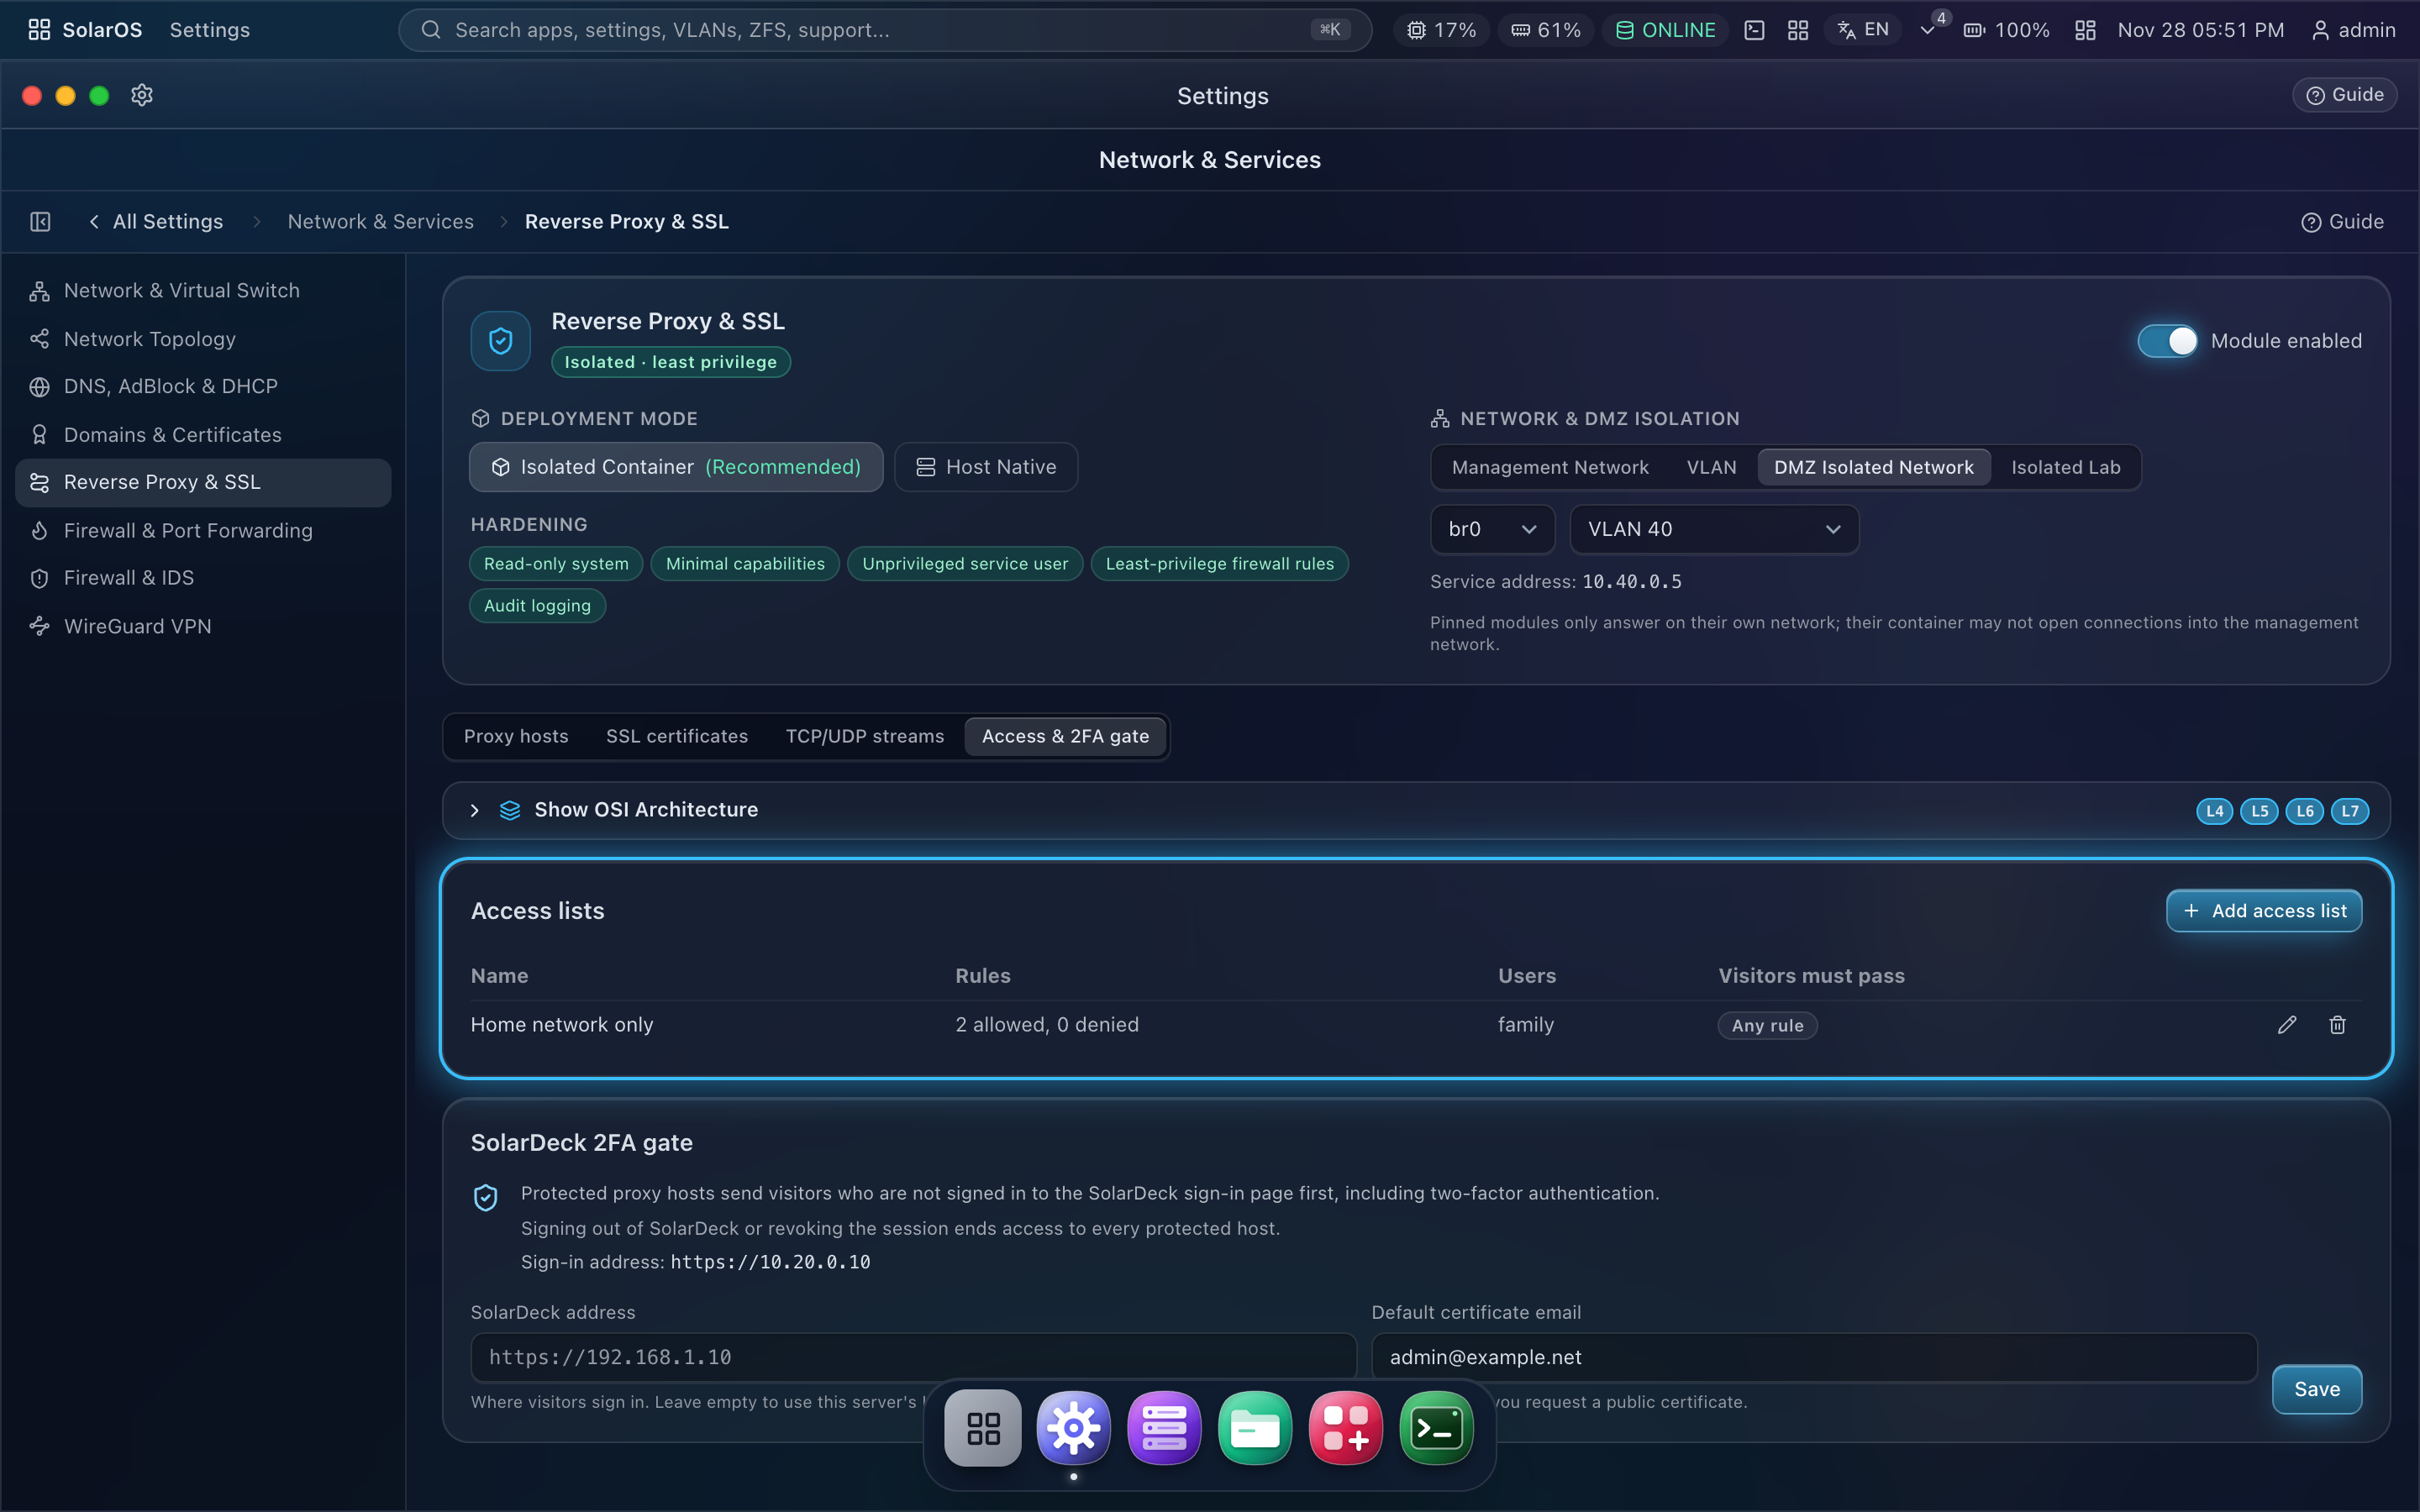 SolarOS Settings Search apps, settings, VLANs, ZFS, support... ⌘K 17% 61% ONLINE EN 4 100% Nov 28 05:51 PM admin
Settings Guide
Network & Services
All Settings Network & Services Reverse Proxy & SSL Guide
Network & Virtual Switch
Network Topology
DNS, AdBlock & DHCP
Domains & Certificates
Reverse Proxy & SSL
Firewall & Port Forwarding
Firewall & IDS
WireGuard VPN
Reverse Proxy & SSL
Isolated · least privilege
Module enabled
DEPLOYMENT MODE
Isolated Container (Recommended) Host Native
HARDENING
Read-only system Minimal capabilities Unprivileged service user Least-privilege firewall rules
Audit logging
NETWORK & DMZ ISOLATION
Management Network VLAN DMZ Isolated Network Isolated Lab
br0 VLAN 40
Service address: 10.40.0.5
Pinned modules only answer on their own network; their container may not open connections into the management
network.
Proxy hosts SSL certificates TCP/UDP streams Access & 2FA gate
Show OSI Architecture L4 L5 L6 L7
Access lists Add access list
Name Rules Users Visitors must pass
Home network only 2 allowed, 0 denied family Any rule
SolarDeck 2FA gate
Protected proxy hosts send visitors who are not signed in to the SolarDeck sign-in page first, including two-factor authentication.
Signing out of SolarDeck or revoking the session ends access to every protected host.
Sign-in address: https://10.20.0.10
SolarDeck address Default certificate email
https://192.168.1.10 admin@example.net
Save
Where visitors sign in. Leave empty to use this server's you request a public certificate.